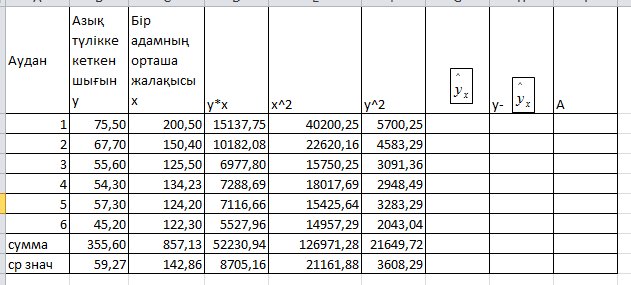 Аудан Азық түлікке кеткен шығын у Бір адамның орташа жалақысы х у*х x^2 y^2 ŷx y- ŷx A
1 75,50 200,50 15137,75 40200,25 5700,25
2 67,70 150,40 10182,08 22620,16 4583,29
3 55,60 125,50 6977,80 15750,25 3091,36
4 54,30 134,23 7288,69 18017,69 2948,49
5 57,30 124,20 7116,66 15425,64 3283,29
6 45,20 122,30 5527,96 14957,29 2043,04
сумма 355,60 857,13 52230,94 126971,28 21649,72
ср знач 59,27 142,86 8705,16 21161,88 3608,29